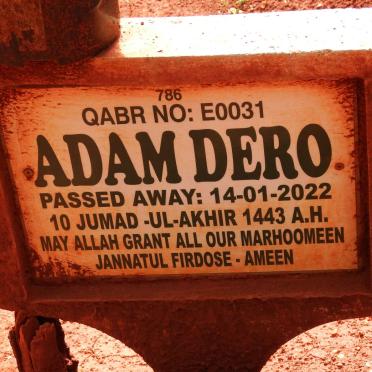 786
QABR NO: E0031
ADAM DERO
PASSED AWAY: 14-01-2022
10 JUMAD -UL-AKHIR 1443 A.H.
MAY ALLAH GRANT ALL OUR MARHOOMEEN
JANNATUL FIRDOSE - AMEEN